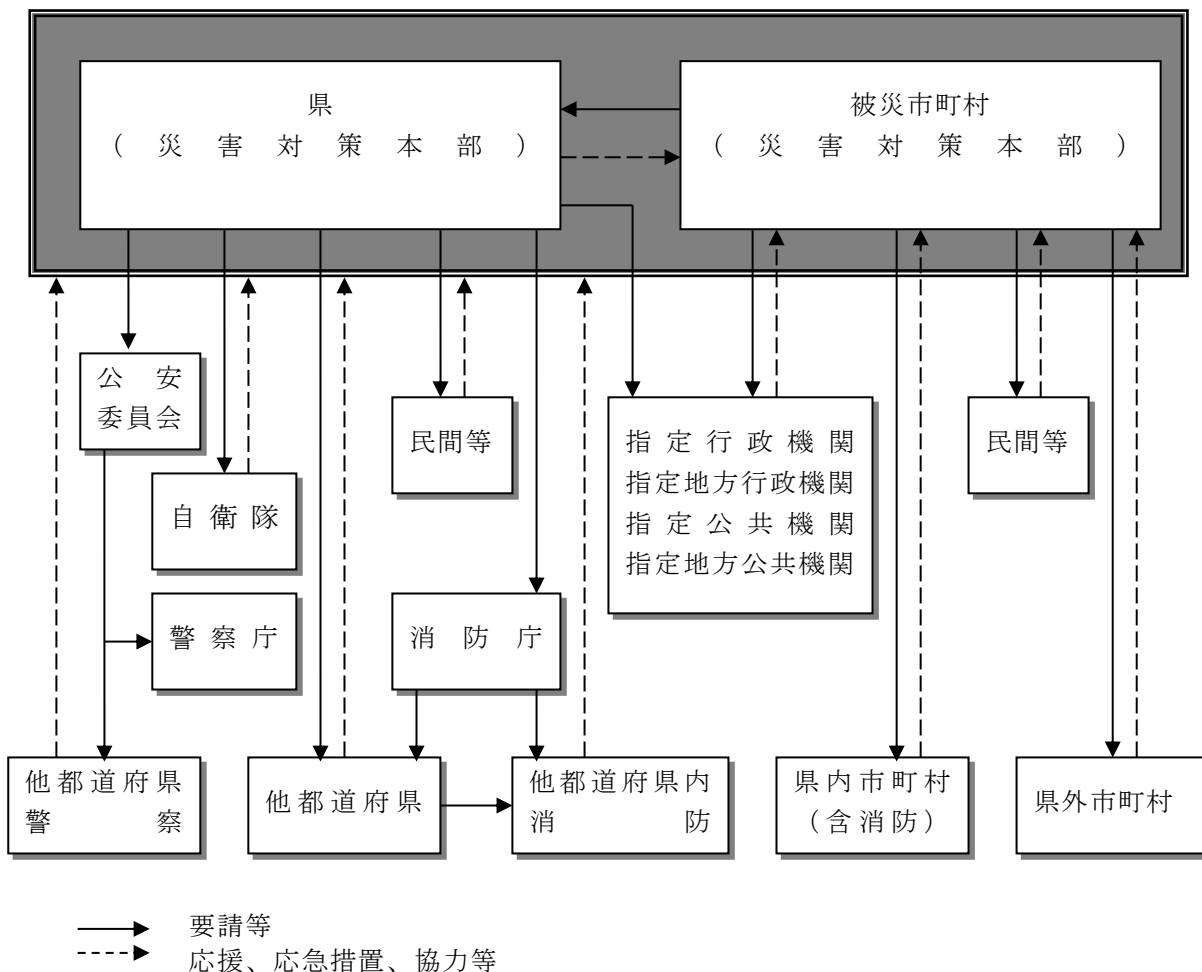 県
(災害対策本部)
被災市町村
(災害対策本部)
公安
委員会
自衛隊
民間等
指定行政機関
指定地方行政機関
指定公共機関
指定地方公共機関
民間等
警察庁
消防庁
他都道府県
警察
他都道府県
他都道府県内
消防
県内市町村
(含消防)
県外市町村
要請等
応援、応急措置、協力等